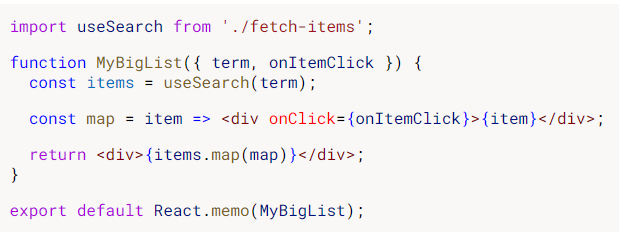 import useSearch from './fetch-items';
function MyBigList({ term, onItemClick }) {
const items = useSearch(term);
const map = item => <div onClick={onItemClick}>{item}</div>;
return <div>{items.map(map)}</div>;
}
export default React.memo(MyBigList);